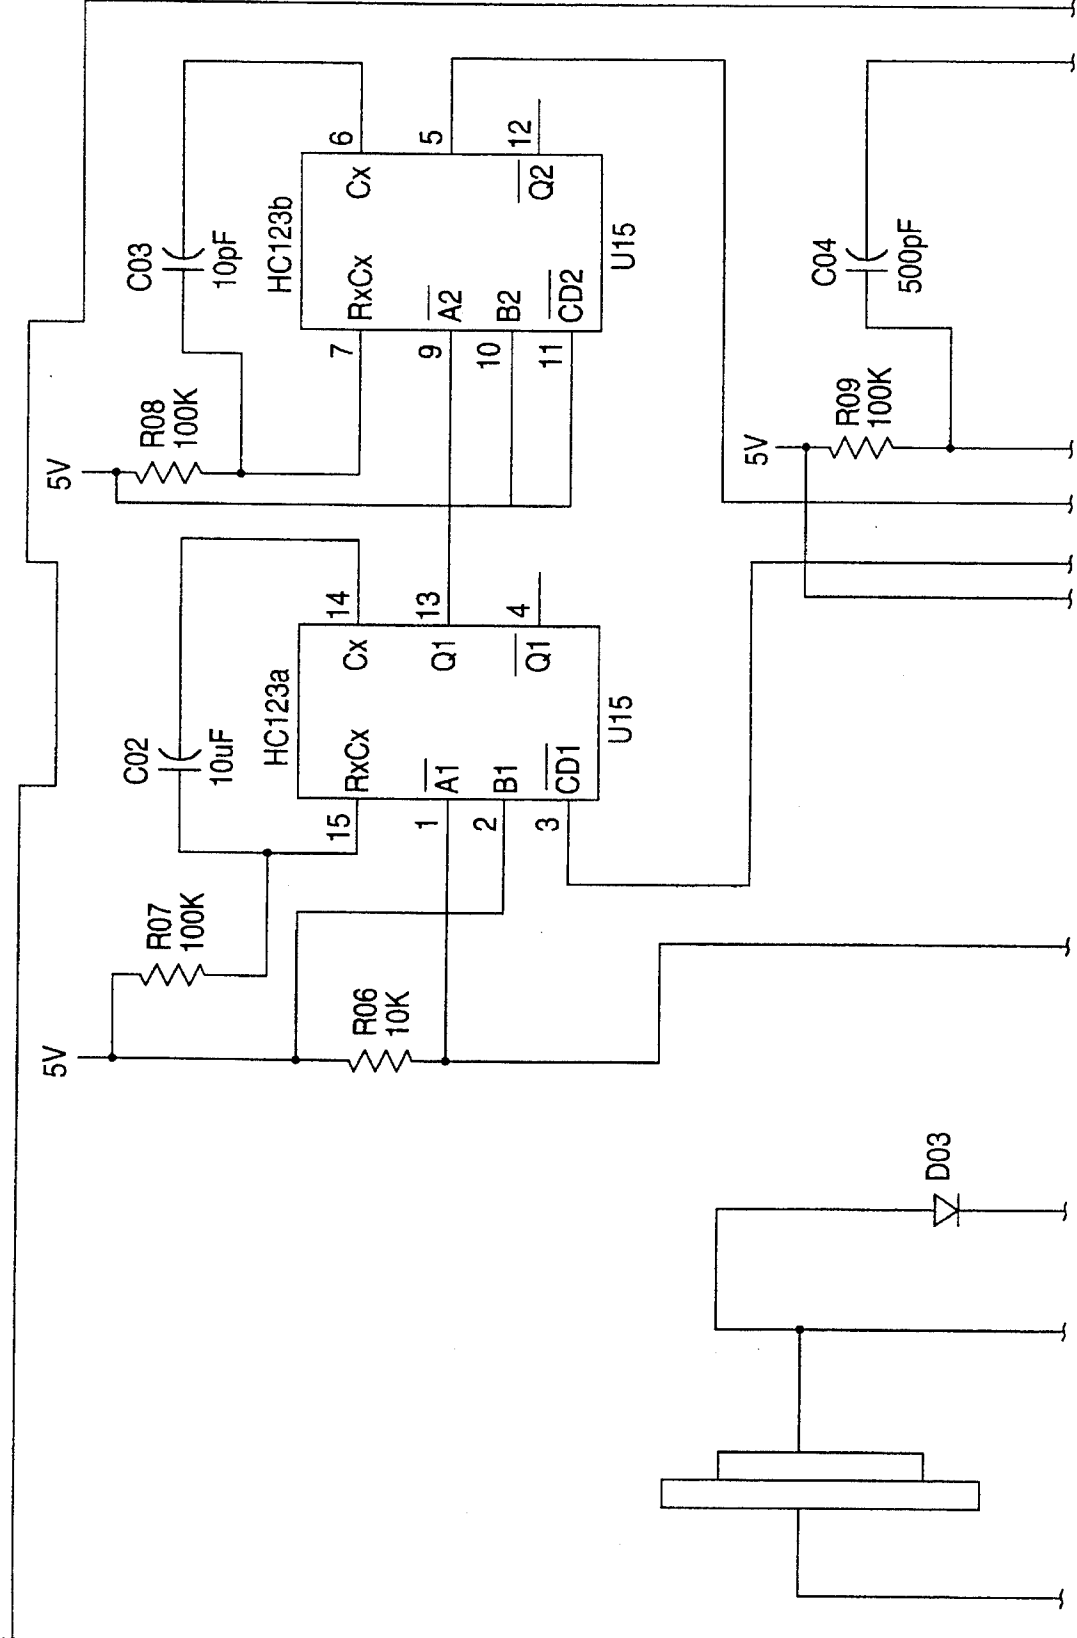 5V
R07
100K
C02
10uF
HC123a
15
RxCx
Cx
14
1
A1
Q1
13
2
B1
3
CD1
Q1
4
U15
R06
10K
5V
R08
100K
C03
10pF
HC123b
7
RxCx
Cx
6
9
A2
5
10
B2
11
CD2
Q2
12
U15
5V
R09
100K
C04
500pF
D03